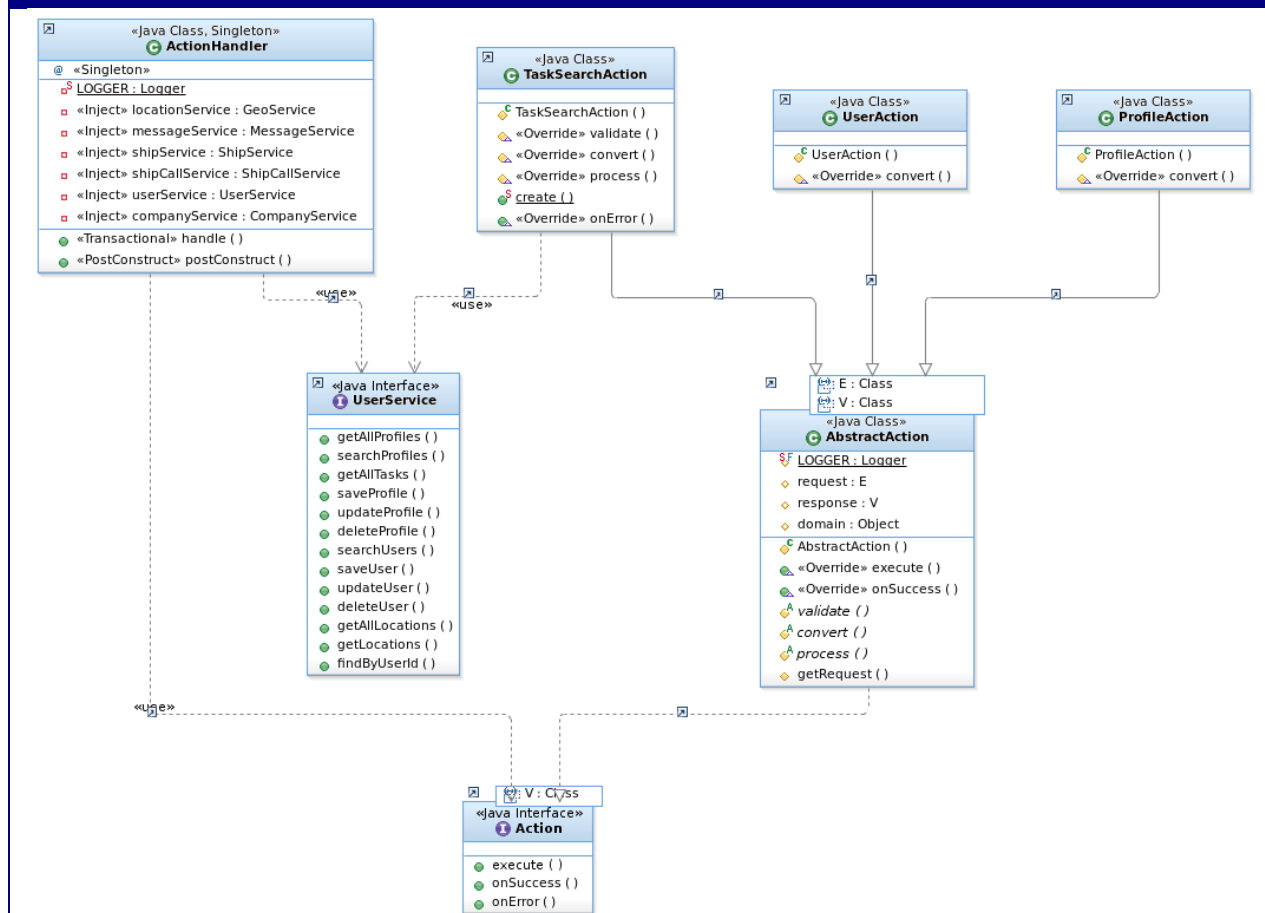 «Java Class, Singleton»
ActionHandler
@ «Singleton»
LOGGER : Logger
«Inject» locationService : GeoService
«Inject» messageService : MessageService
«Inject» shipService : ShipService
«Inject» shipCallService : ShipCallService
«Inject» userService : UserService
«Inject» companyService : CompanyService
«Transactional» handle ( )
«PostConstruct» postConstruct ( )
«Java Class»
TaskSearchAction
TaskSearchAction ( )
«Override» validate ( )
«Override» convert ( )
«Override» process ( )
create ( )
«Override» onError ( )
«Java Class»
UserAction
UserAction ( )
«Override» convert ( )
«Java Class»
ProfileAction
ProfileAction ( )
«Override» convert ( )
«use»
«use»
«Java Interface»
UserService
getAllProfiles ( )
searchProfiles ( )
getAllTasks ( )
saveProfile ( )
updateProfile ( )
deleteProfile ( )
searchUsers ( )
saveUser ( )
updateUser ( )
deleteUser ( )
getAllLocations ( )
getLocations ( )
findByUserId ( )
E : Class
V : Class
«Java Class»
AbstractAction
LOGGER : Logger
request : E
response : V
domain : Object
AbstractAction ( )
«Override» execute ( )
«Override» onSuccess ( )
validate ( )
convert ( )
process ( )
getRequest ( )
«use»
V : Class
«Java Interface»
Action
execute ( )
onSuccess ( )
onError ( )